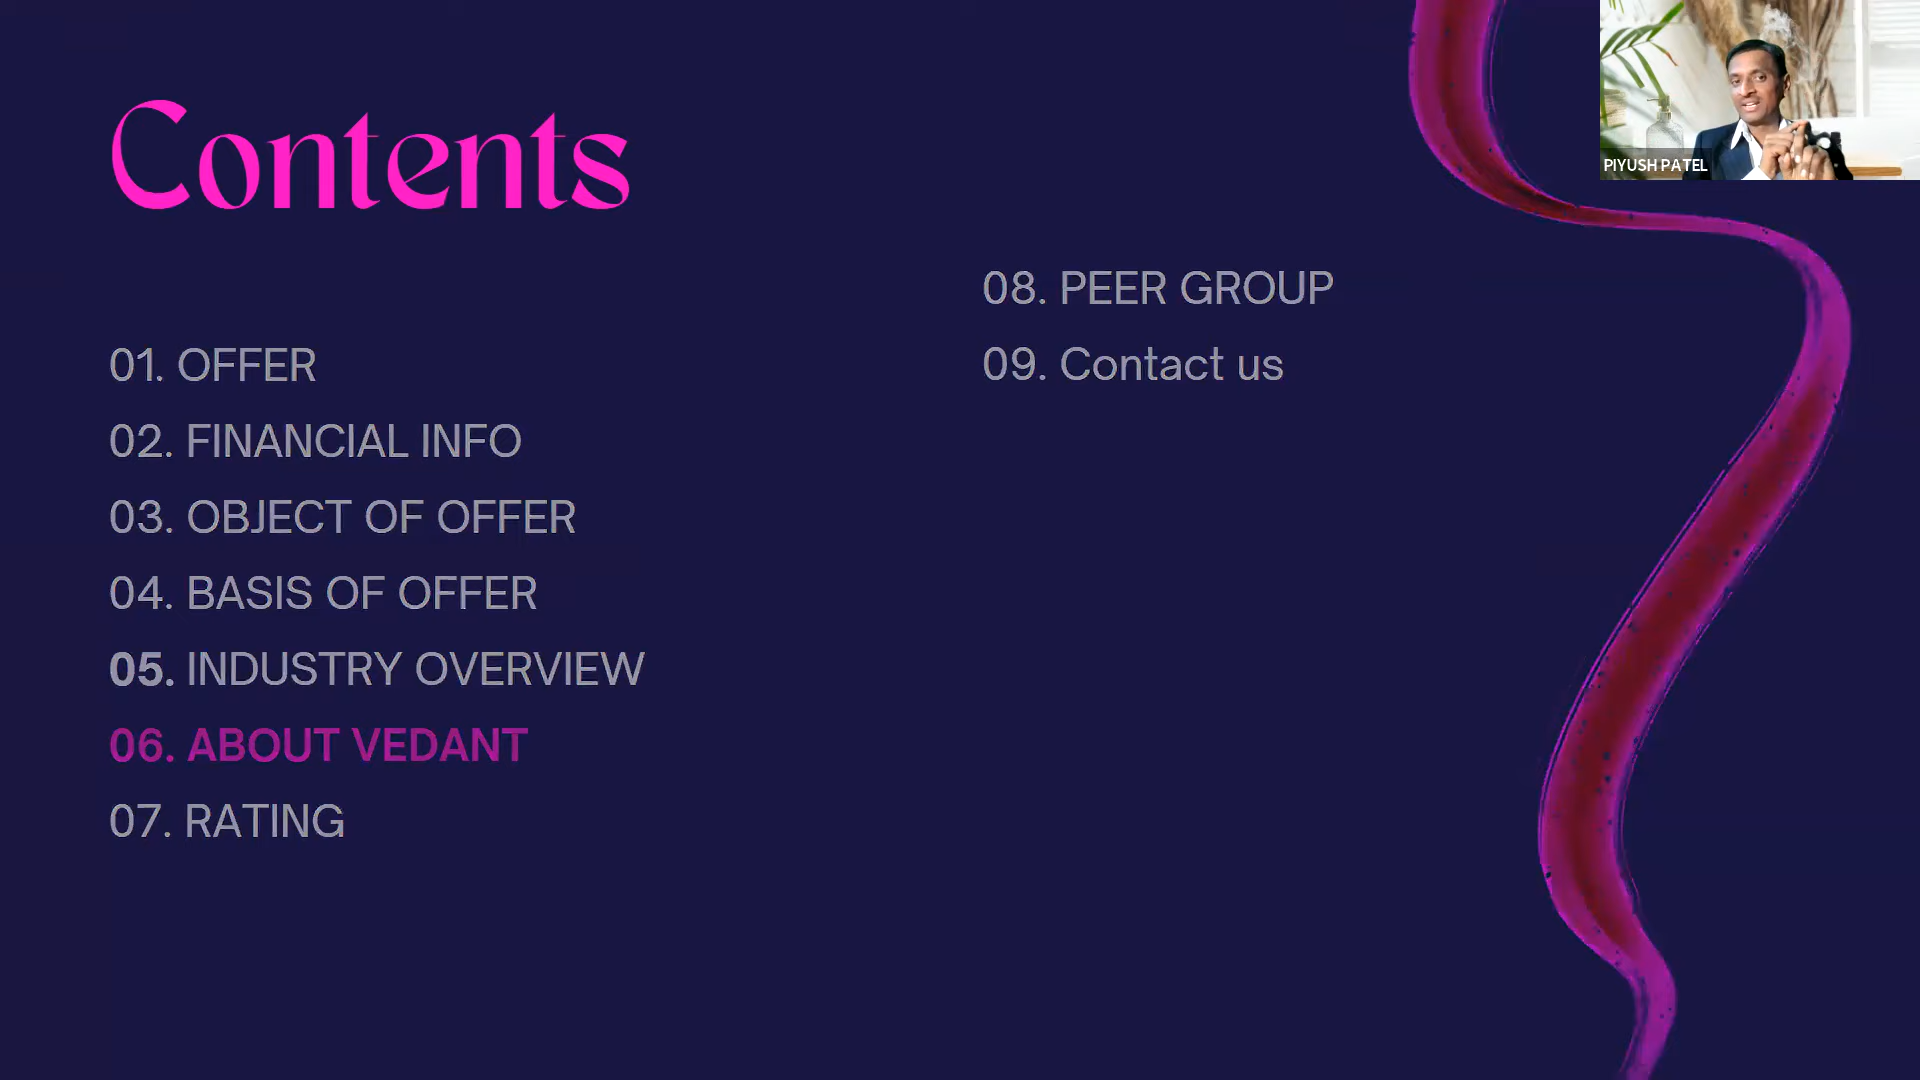 Contents
01. OFFER
02. FINANCIAL INFO
03. OBJECT OF OFFER
04. BASIS OF OFFER
05. INDUSTRY OVERVIEW
06. ABOUT VEDANT
07. RATING
08. PEER GROUP
09. Contact us
PIYUSH PATEL